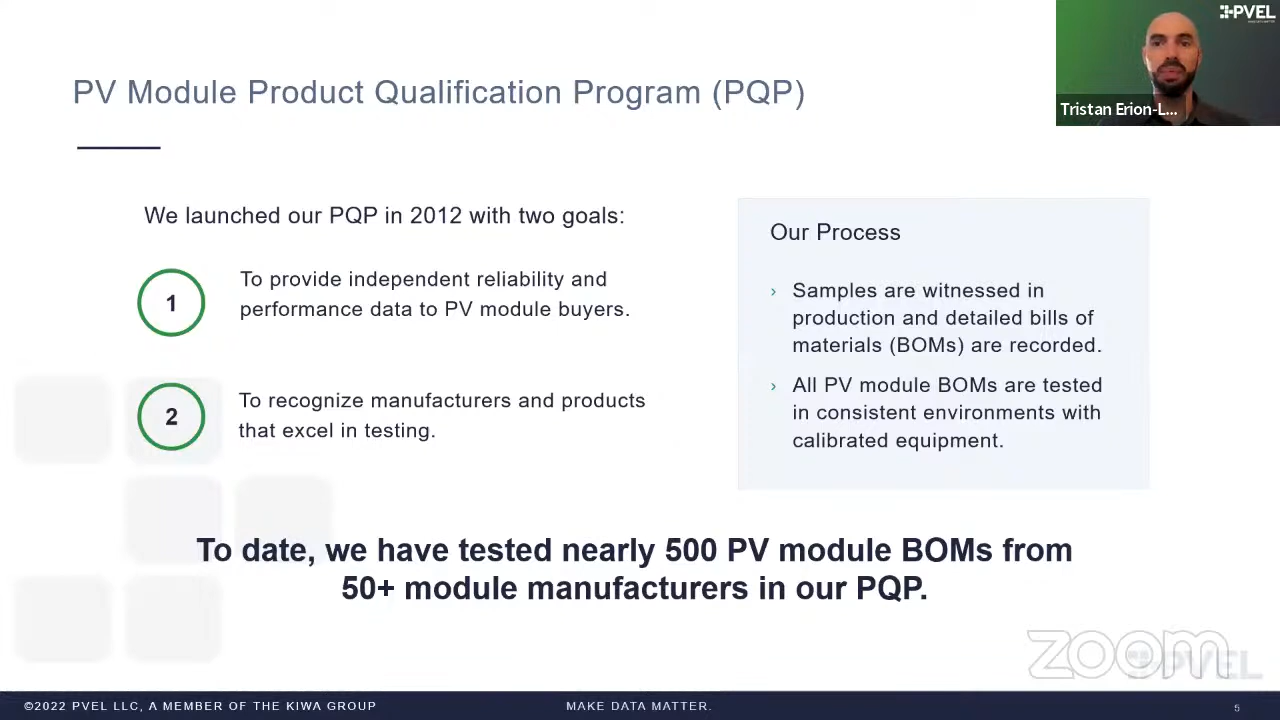 PVEL
Tristan Erion-L...
PV Module Product Qualification Program (PQP)
We launched our PQP in 2012 with two goals:
1
To provide independent reliability and
performance data to PV module buyers.
2
To recognize manufacturers and products
that excel in testing.
Our Process
› Samples are witnessed in
production and detailed bills of
materials (BOMs) are recorded.
› All PV module BOMs are tested
in consistent environments with
calibrated equipment.
To date, we have tested nearly 500 PV module BOMs from
50+ module manufacturers in our PQP.
zoom
PVEL
©2022 PVEL LLC, A MEMBER OF THE KIWA GROUP
MAKE DATA MATTER.
5